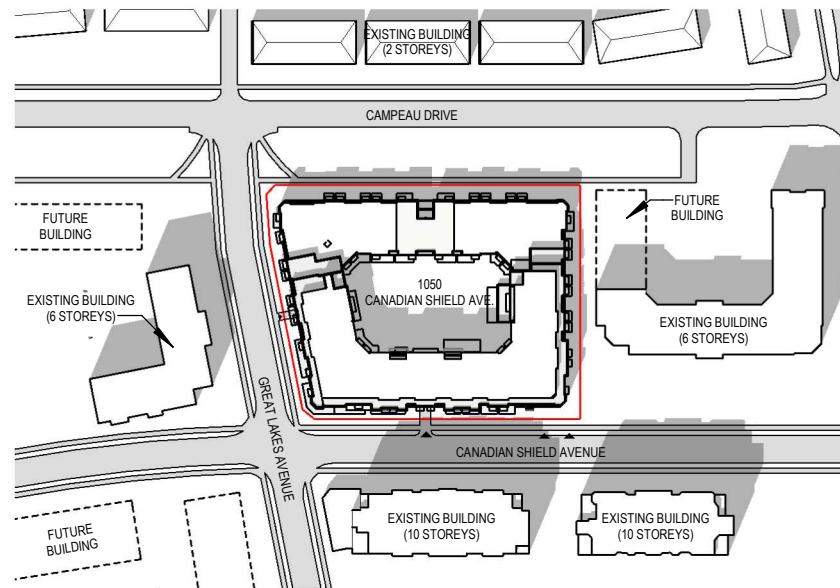 EXISTING BUILDING
(2 STOREYS)
CAMPEAU DRIVE
FUTURE
BUILDING
FUTURE
BUILDING
1050
CANADIAN SHIELD AVE.
EXISTING BUILDING
(6 STOREYS)
EXISTING BUILDING
(6 STOREYS)
GREAT LAKES AVENUE
CANADIAN SHIELD AVENUE
FUTURE
BUILDING
EXISTING BUILDING
(10 STOREYS)
EXISTING BUILDING
(10 STOREYS)